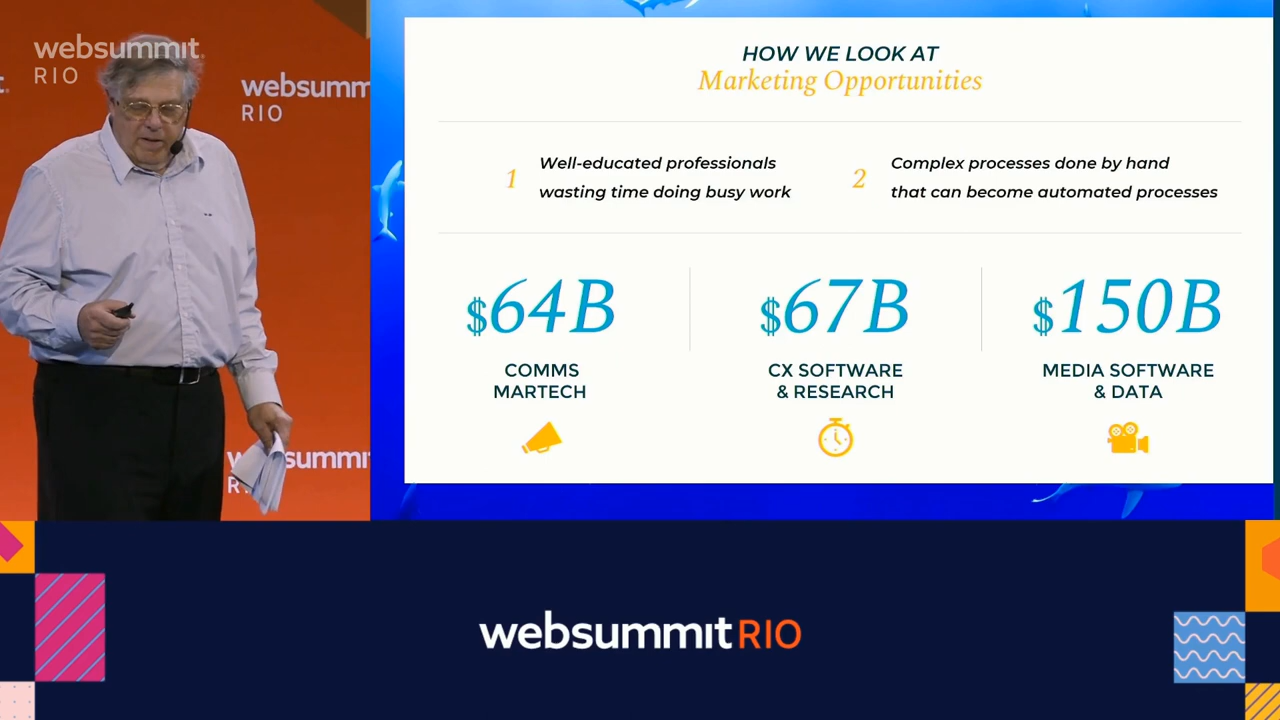 websummit
RIO
t.
websumm
RIO
websummit
R
HOW WE LOOK AT
Marketing Opportunities
1
Well-educated professionals
wasting time doing busy work
2
Complex processes done by hand
that can become automated processes
$64B
COMMS
MARTECH
$67B
CX SOFTWARE
& RESEARCH
$150B
MEDIA SOFTWARE
& DATA
websummit RIO